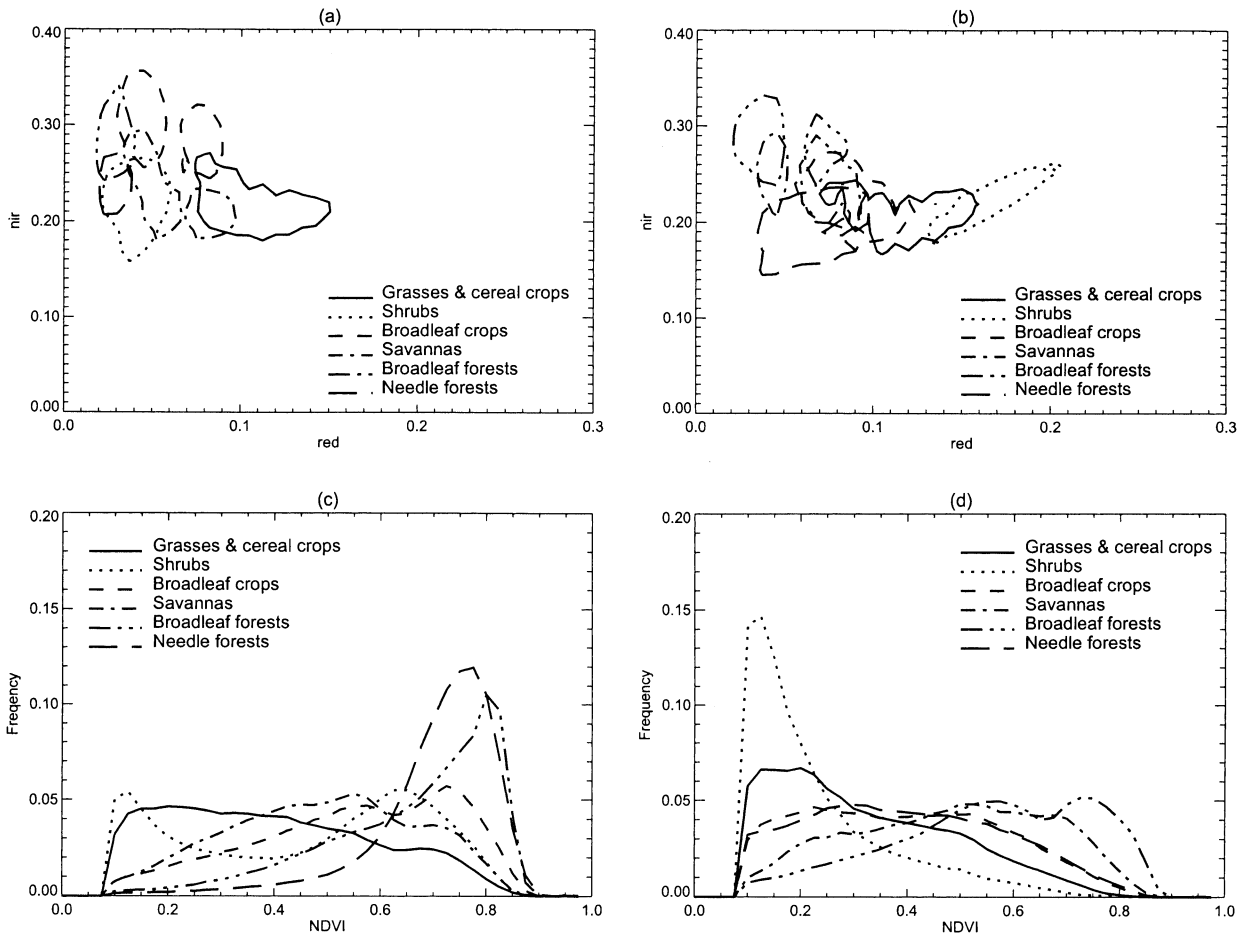 (a)
0.40
0.30
0.20
0.10
0.00
nir
0.0
0.1
0.2
0.3
red
Grasses & cereal crops
Shrubs
Broadleaf crops
Savannas
Broadleaf forests
Needle forests
(b)
0.40
0.30
0.20
0.10
0.00
nir
0.0
0.1
0.2
0.3
red
Grasses & cereal crops
Shrubs
Broadleaf crops
Savannas
Broadleaf forests
Needle forests
(c)
0.20
0.15
0.10
0.05
0.00
Freqency
0.0
0.2
0.4
0.6
0.8
1.0
NDVI
Grasses & cereal crops
Shrubs
Broadleaf crops
Savannas
Broadleaf forests
Needle forests
(d)
0.20
0.15
0.10
0.05
0.00
Frequency
0.0
0.2
0.4
0.6
0.8
1.0
NDVI
Grasses & cereal crops
Shrubs
Broadleaf crops
Savannas
Broadleaf forests
Needle forests